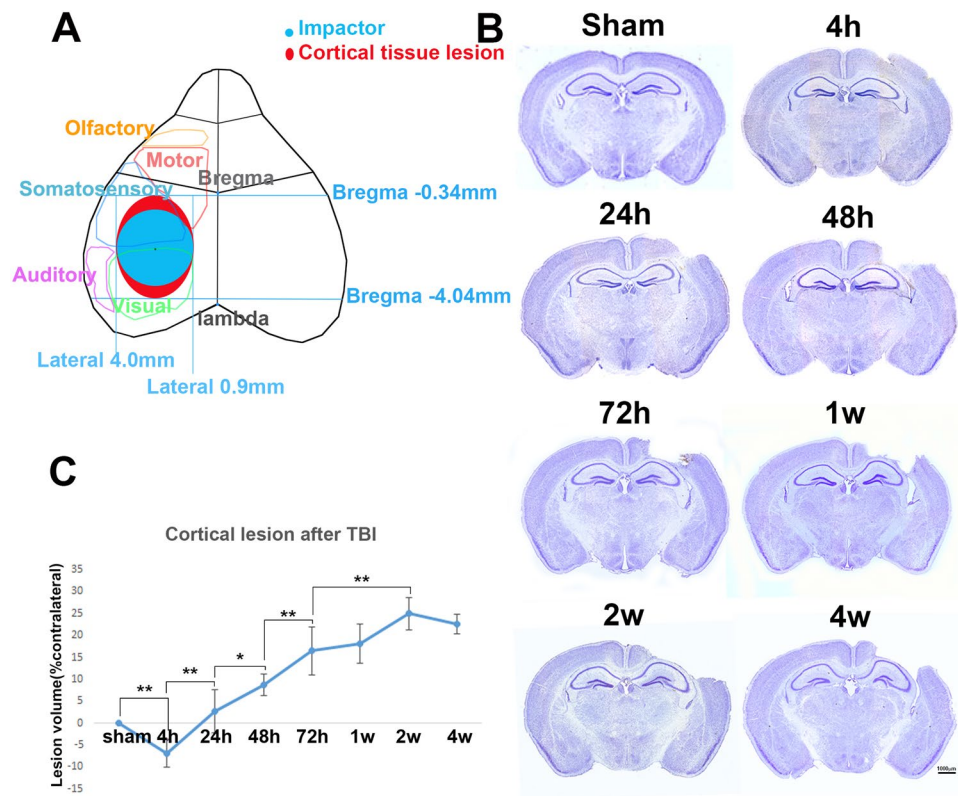 A
Impactor
Cortical tissue lesion
Olfactory
Motor
Bregma
Somatosensory
Bregma -0.34mm
Auditory
Visual
Bregma -4.04mm
lambda
Lateral 4.0mm
Lateral 0.9mm
B
Sham
4h
24h
48h
72h
1w
2w
4w
1000μm
C
Cortical lesion after TBI
Lesion volume(%contralateral)
35
30
25
20
15
10
5
0
-5
-10
-15
**
**
*
**
**
sham 4h 24h 48h 72h 1w 2w 4w